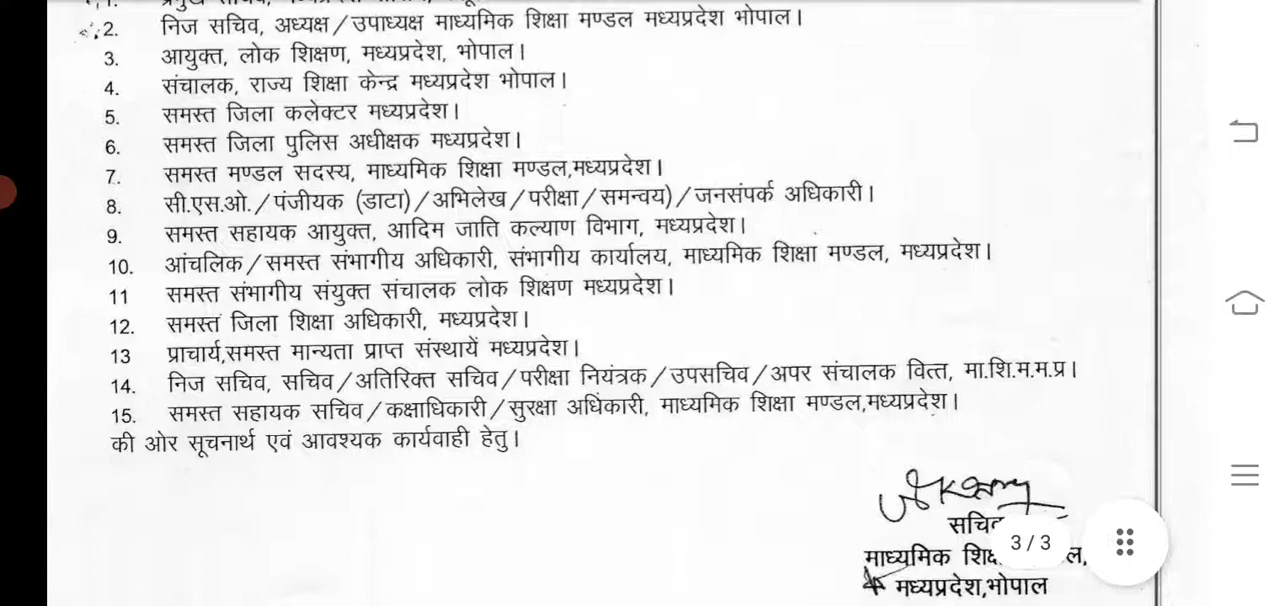 2. निज सचिव, अध्यक्ष/उपाध्यक्ष माध्यमिक शिक्षा मण्डल मध्यप्रदेश भोपाल।
3. आयुक्त, लोक शिक्षण, मध्यप्रदेश, भोपाल।
4. संचालक, राज्य शिक्षा केन्द्र मध्यप्रदेश भोपाल।
5. समस्त जिला कलेक्टर मध्यप्रदेश।
6. समस्त जिला पुलिस अधीक्षक मध्यप्रदेश।
7. समस्त मण्डल सदस्य, माध्यमिक शिक्षा मण्डल,मध्यप्रदेश।
8. सी.एस.ओ./पंजीयक (डाटा)/अभिलेख/परीक्षा/समन्वय)/जनसंपर्क अधिकारी।
9. समस्त सहायक आयुक्त, आदिम जाति कल्याण विभाग, मध्यप्रदेश।
10. आंचलिक/समस्त संभागीय अधिकारी, संभागीय कार्यालय, माध्यमिक शिक्षा मण्डल, मध्यप्रदेश।
11 समस्त संभागीय संयुक्त संचालक लोक शिक्षण मध्यप्रदेश।
12. समस्त जिला शिक्षा अधिकारी, मध्यप्रदेश।
13 प्राचार्य,समस्त मान्यता प्राप्त संस्थायें मध्यप्रदेश।
14. निज सचिव, सचिव/अतिरिक्त सचिव/परीक्षा नियंत्रक/उपसचिव/अपर संचालक वित्त, मा.शि.म.म.प्र।
15. समस्त सहायक सचिव/कक्षाधिकारी/सुरक्षा अधिंकारी, माध्यमिक शिक्षा मण्डल,मध्यप्रदेश।
की ओर सूचनार्थ एवं आवश्यक कार्यवाही हेतु।
3/3
माध्यमिक
मध्यप्रदेश,भोपाल